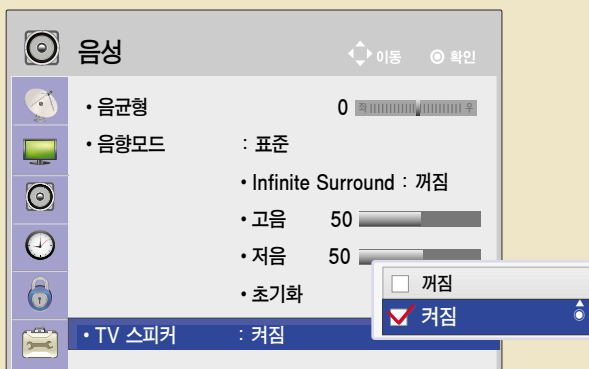 음성 이동 확인
• 음균형 0 좌 우
• 음향모드 : 표준
• Infinite Surround : 꺼짐
• 고음 50
• 저음 50
• 초기화
• TV 스피커 : 켜짐
꺼짐
켜짐